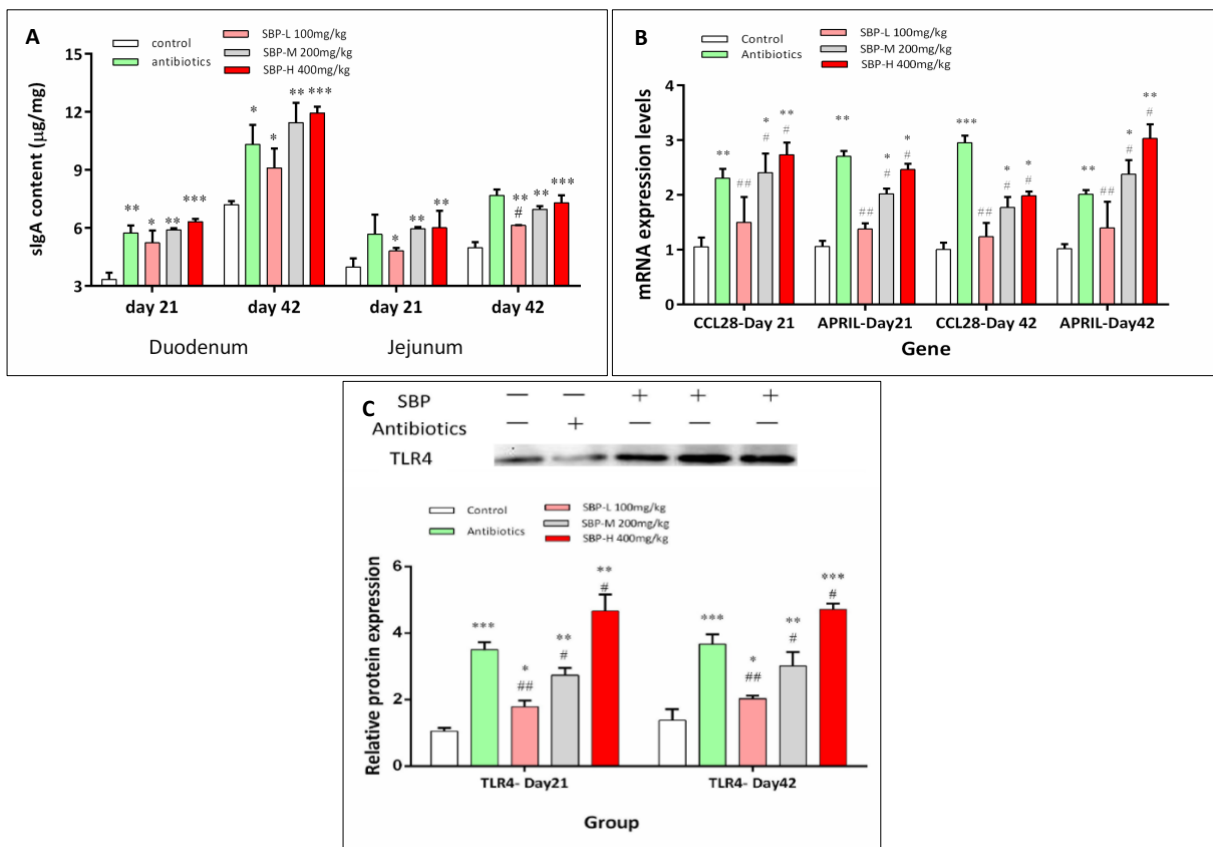 A
control
antibiotics
SBP-L 100mg/kg
SBP-M 200mg/kg
SBP-H 400mg/kg
sIgA content (μg/mg)
15
12
9
6
3
** * ** ***
* * ** ***
* ** **
** ** ***
#
day 21 day 42 day 21 day 42
Duodenum Jejunum
B
Control
Antibiotics
SBP-L 100mg/kg
SBP-M 200mg/kg
SBP-H 400mg/kg
mRNA expression levels
4
3
2
1
0
** ## * # ** #
** ## * # * #
*** ## * # * #
** ## * # ** #
CCL28-Day 21 APRIL-Day21 CCL28-Day 42 APRIL-Day42
Gene
C
SBP — — + + +
Antibiotics — + — — —
TLR4
Control
Antibiotics
SBP-L 100mg/kg
SBP-M 200mg/kg
SBP-H 400mg/kg
Relative protein expression
6
4
2
0
*** * ## ** # ** #
*** * ## ** # *** #
TLR4- Day21 TLR4- Day42
Group